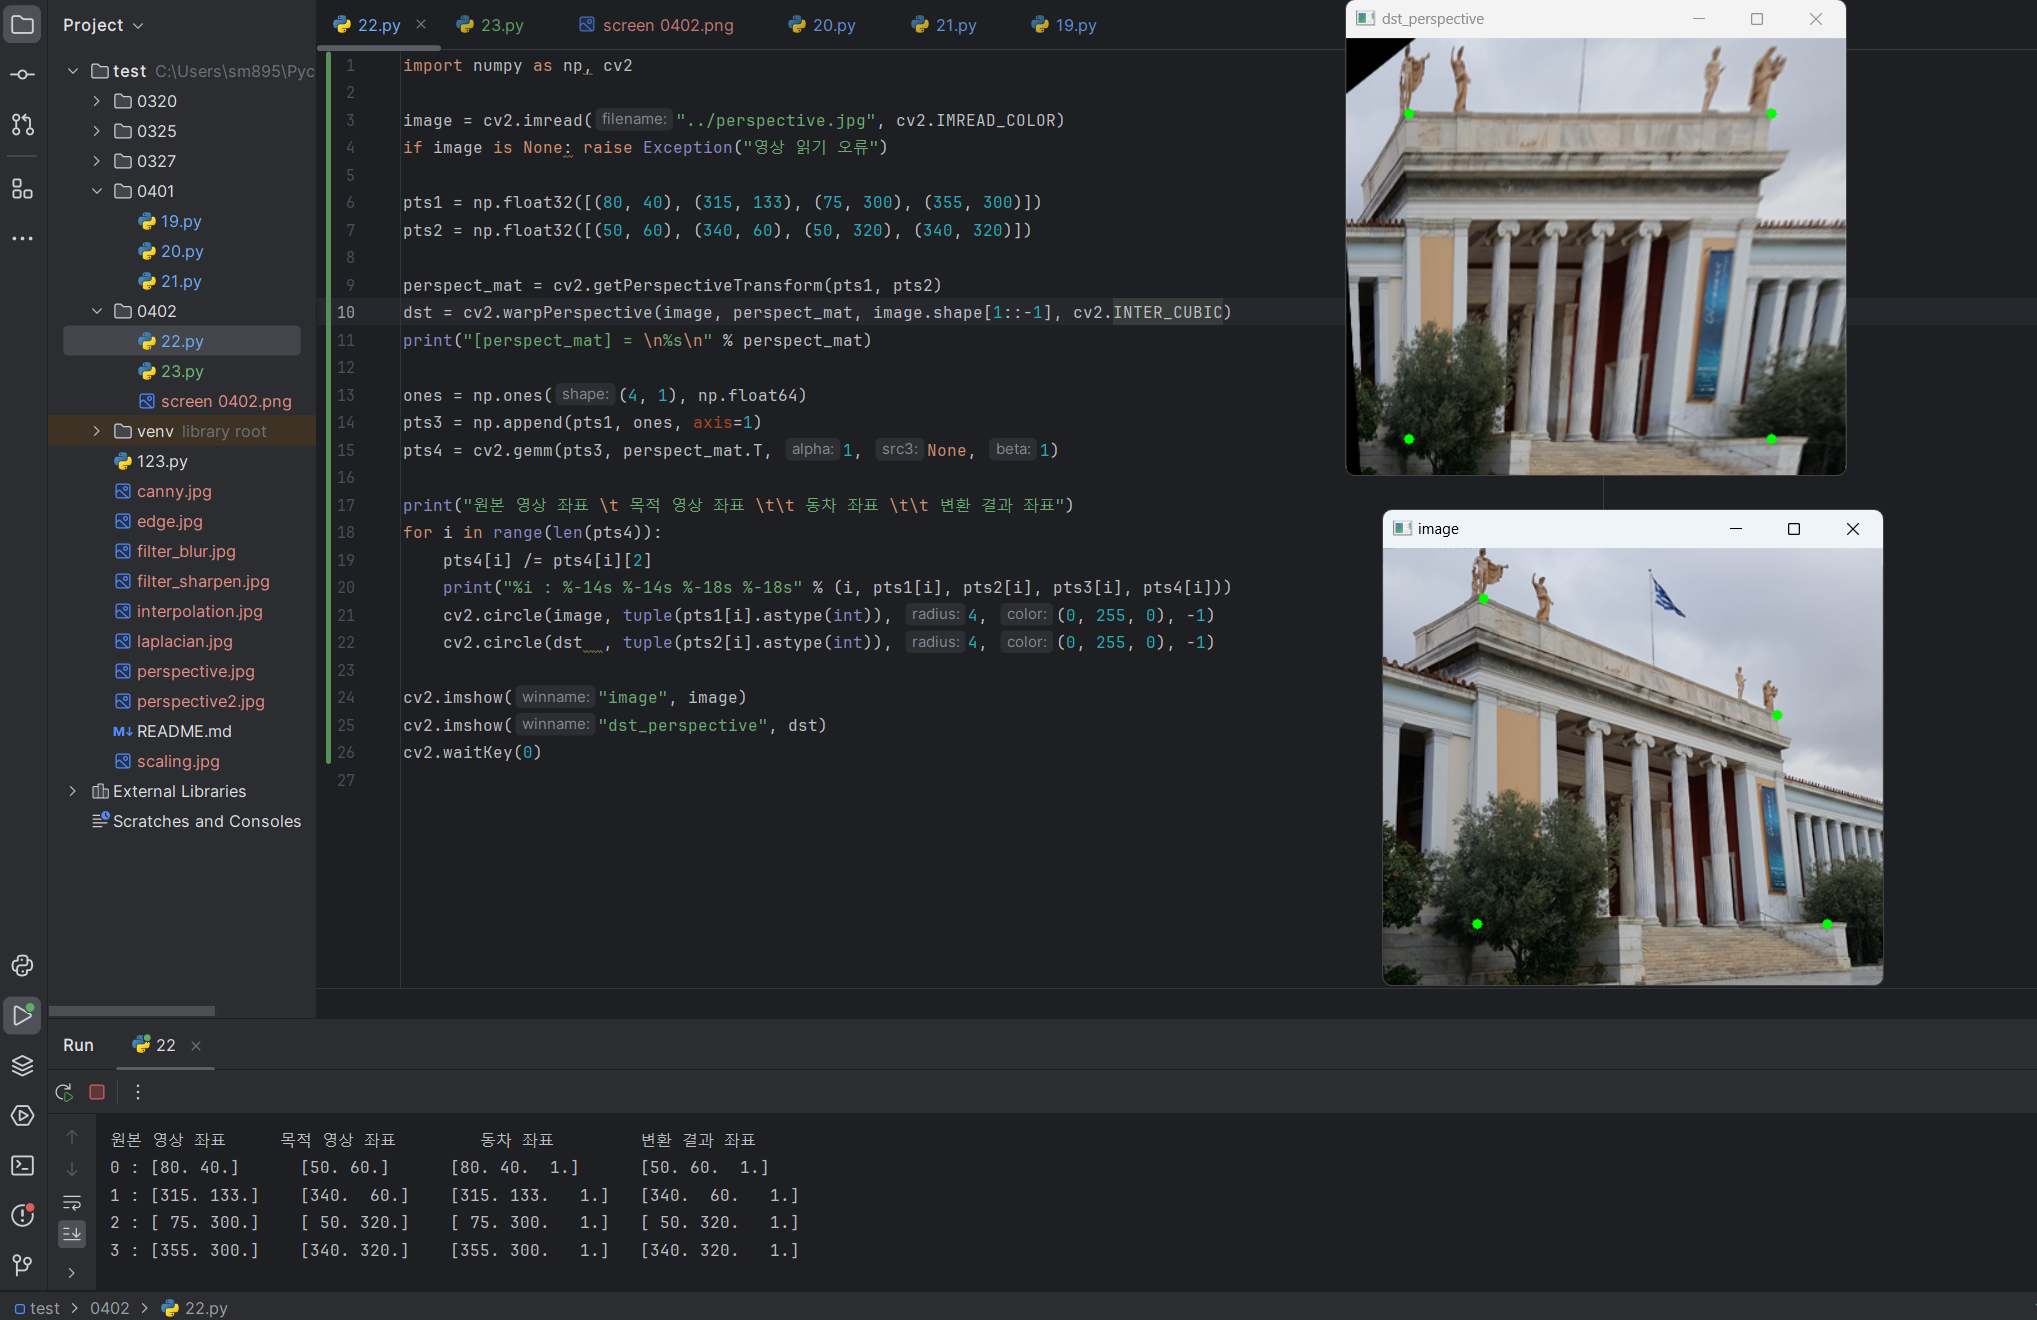 Project
test C:\Users\sm895\Pyc
0320
0325
0327
0401
19.py
20.py
21.py
0402
22.py
23.py
screen 0402.png
venv library root
123.py
canny.jpg
edge.jpg
filter_blur.jpg
filter_sharpen.jpg
interpolation.jpg
laplacian.jpg
perspective.jpg
perspective2.jpg
README.md
scaling.jpg
External Libraries
Scratches and Consoles
22.py 23.py screen 0402.png 20.py 21.py 19.py
1 import numpy as np, cv2
2
3 image = cv2.imread( filename: "../perspective.jpg", cv2.IMREAD_COLOR)
4 if image is None: raise Exception("영상 읽기 오류")
5
6 pts1 = np.float32([(80, 40), (315, 133), (75, 300), (355, 300)])
7 pts2 = np.float32([(50, 60), (340, 60), (50, 320), (340, 320)])
8
9 perspect_mat = cv2.getPerspectiveTransform(pts1, pts2)
10 dst = cv2.warpPerspective(image, perspect_mat, image.shape[1::-1], cv2.INTER_CUBIC)
11 print("[perspect_mat] = \n%s\n" % perspect_mat)
12
13 ones = np.ones( shape: (4, 1), np.float64)
14 pts3 = np.append(pts1, ones, axis=1)
15 pts4 = cv2.gemm(pts3, perspect_mat.T, alpha: 1, src3: None, beta: 1)
16
17 print("원본 영상 좌표 \t 목적 영상 좌표 \t\t 동차 좌표 \t\t 변환 결과 좌표")
18 for i in range(len(pts4)):
19 pts4[i] /= pts4[i][2]
20 print("%i : %-14s %-14s %-18s %-18s" % (i, pts1[i], pts2[i], pts3[i], pts4[i]))
21 cv2.circle(image, tuple(pts1[i].astype(int)), radius: 4, color: (0, 255, 0), -1)
22 cv2.circle(dst  , tuple(pts2[i].astype(int)), radius: 4, color: (0, 255, 0), -1)
23
24 cv2.imshow( winname: "image", image)
25 cv2.imshow( winname: "dst_perspective", dst)
26 cv2.waitKey(0)
27
dst_perspective
image
Run 22
원본 영상 좌표 목적 영상 좌표 동차 좌표 변환 결과 좌표
0 : [80. 40.] [50. 60.] [80. 40.  1.] [50. 60.  1.]
1 : [315. 133.] [340.  60.] [315. 133.   1.] [340.  60.   1.]
2 : [ 75. 300.] [ 50. 320.] [ 75. 300.   1.] [ 50. 320.   1.]
3 : [355. 300.] [340. 320.] [355. 300.   1.] [340. 320.   1.]
test > 0402 > 22.py